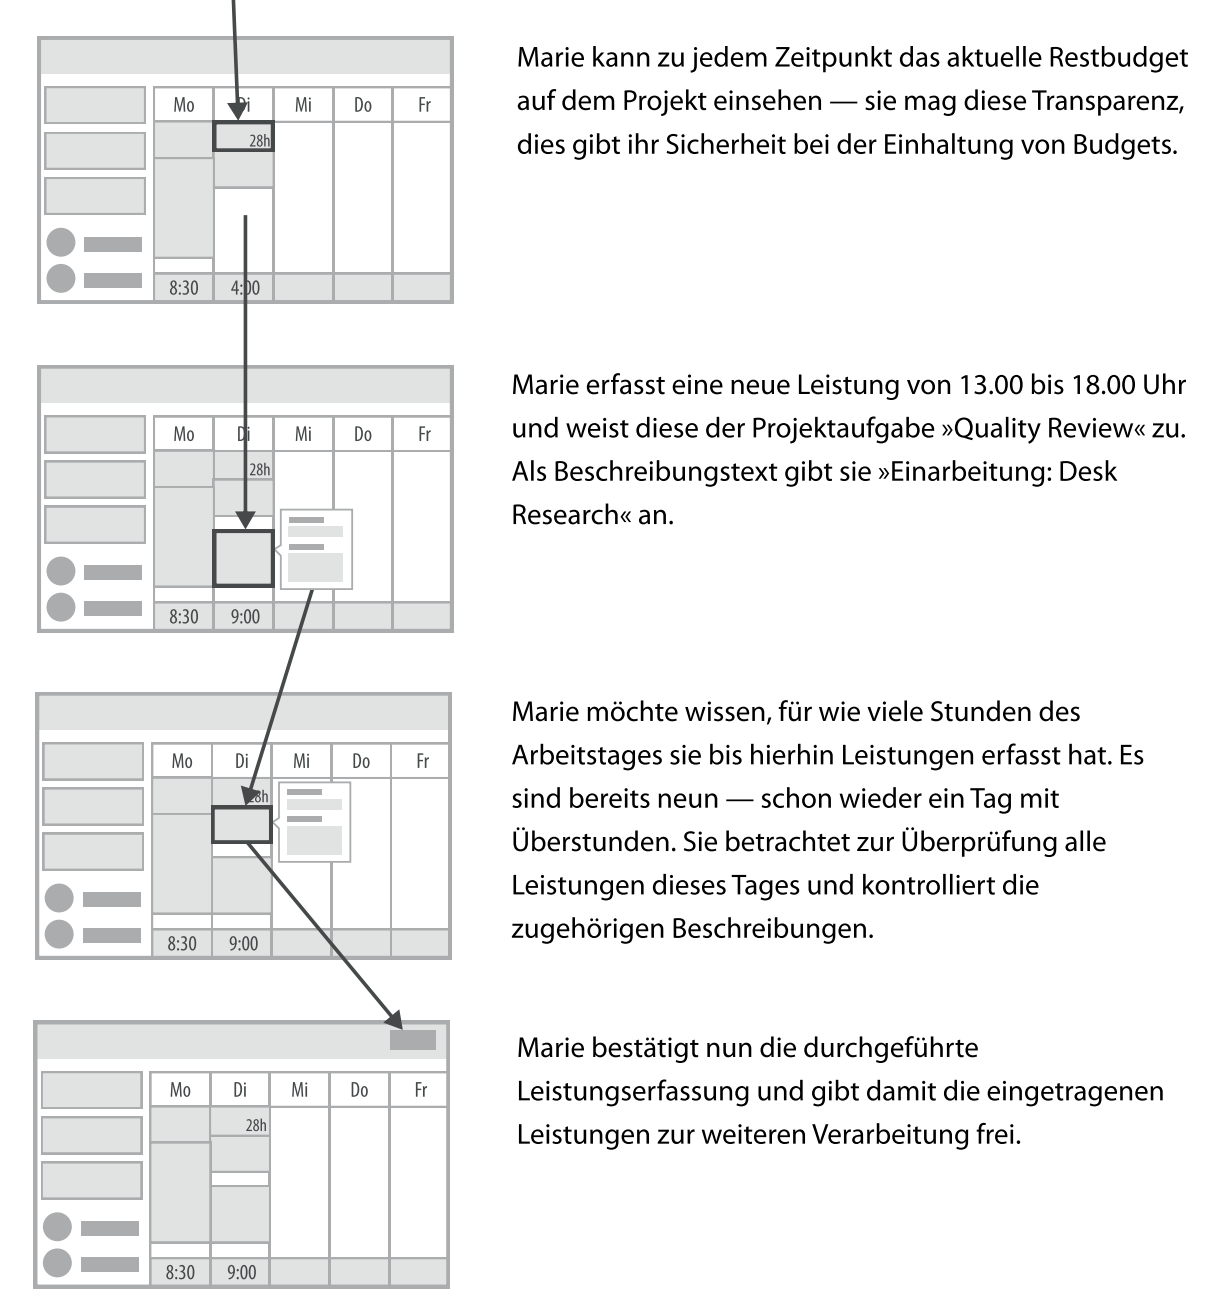 Marie kann zu jedem Zeitpunkt das aktuelle Restbudget
auf dem Projekt einsehen — sie mag diese Transparenz,
dies gibt ihr Sicherheit bei der Einhaltung von Budgets.
Mo Di Mi Do Fr
28h
8:30 4:00
Marie erfasst eine neue Leistung von 13.00 bis 18.00 Uhr
und weist diese der Projektaufgabe »Quality Review« zu.
Als Beschreibungstext gibt sie »Einarbeitung: Desk
Research« an.
Mo Di Mi Do Fr
28h
8:30 9:00
Marie möchte wissen, für wie viele Stunden des
Arbeitstages sie bis hierhin Leistungen erfasst hat. Es
sind bereits neun — schon wieder ein Tag mit
Überstunden. Sie betrachtet zur Überprüfung alle
Leistungen dieses Tages und kontrolliert die
zugehörigen Beschreibungen.
Mo Di Mi Do Fr
28h
8:30 9:00
Marie bestätigt nun die durchgeführte
Leistungserfassung und gibt damit die eingetragenen
Leistungen zur weiteren Verarbeitung frei.
Mo Di Mi Do Fr
28h
8:30 9:00